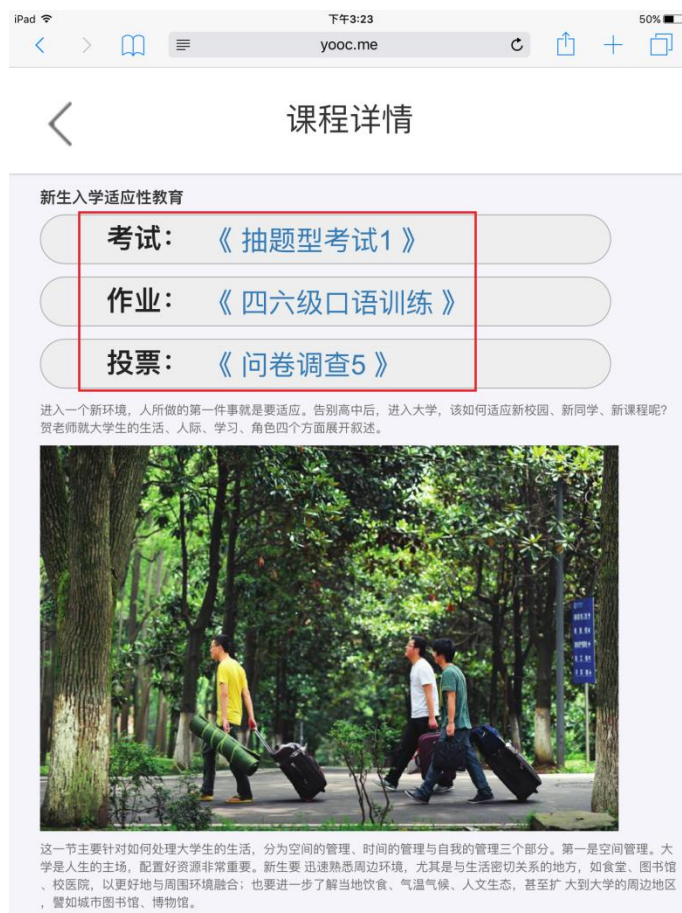 iPad 下午3:23 50%
yooc.me
课程详情
新生入学适应性教育
考试： 《 抽题型考试1 》
作业： 《 四六级口语训练 》
投票： 《 问卷调查5 》
进入一个新环境，人所做的第一件事就是要适应。告别高中后，进入大学，该如何适应新校园、新同学、新课程呢?
贺老师就大学生的生活、人际、学习、角色四个方面展开叙述。
这一节主要针对如何处理大学生的生活，分为空间的管理、时间的管理与自我的管理三个部分。第一是空间管理。大
学是人生的主场，配置好资源非常重要。新生要 迅速熟悉周边环境，尤其是与生活密切关系的地方，如食堂、图书馆
、校医院，以更好地与周围环境融合；也要进一步了解当地饮食、气温气候、人文生态，甚至扩 大到大学的周边地区
，譬如城市图书馆、博物馆。